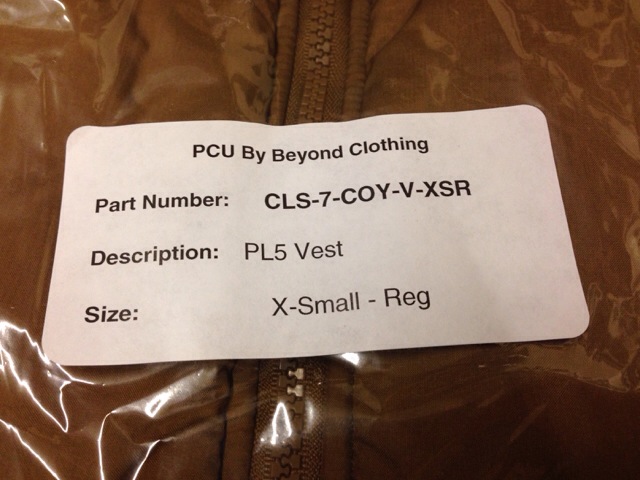 PCU By Beyond Clothing
Part Number: CLS-7-COY-V-XSR
Description: PL5 Vest
Size: X-Small - Reg